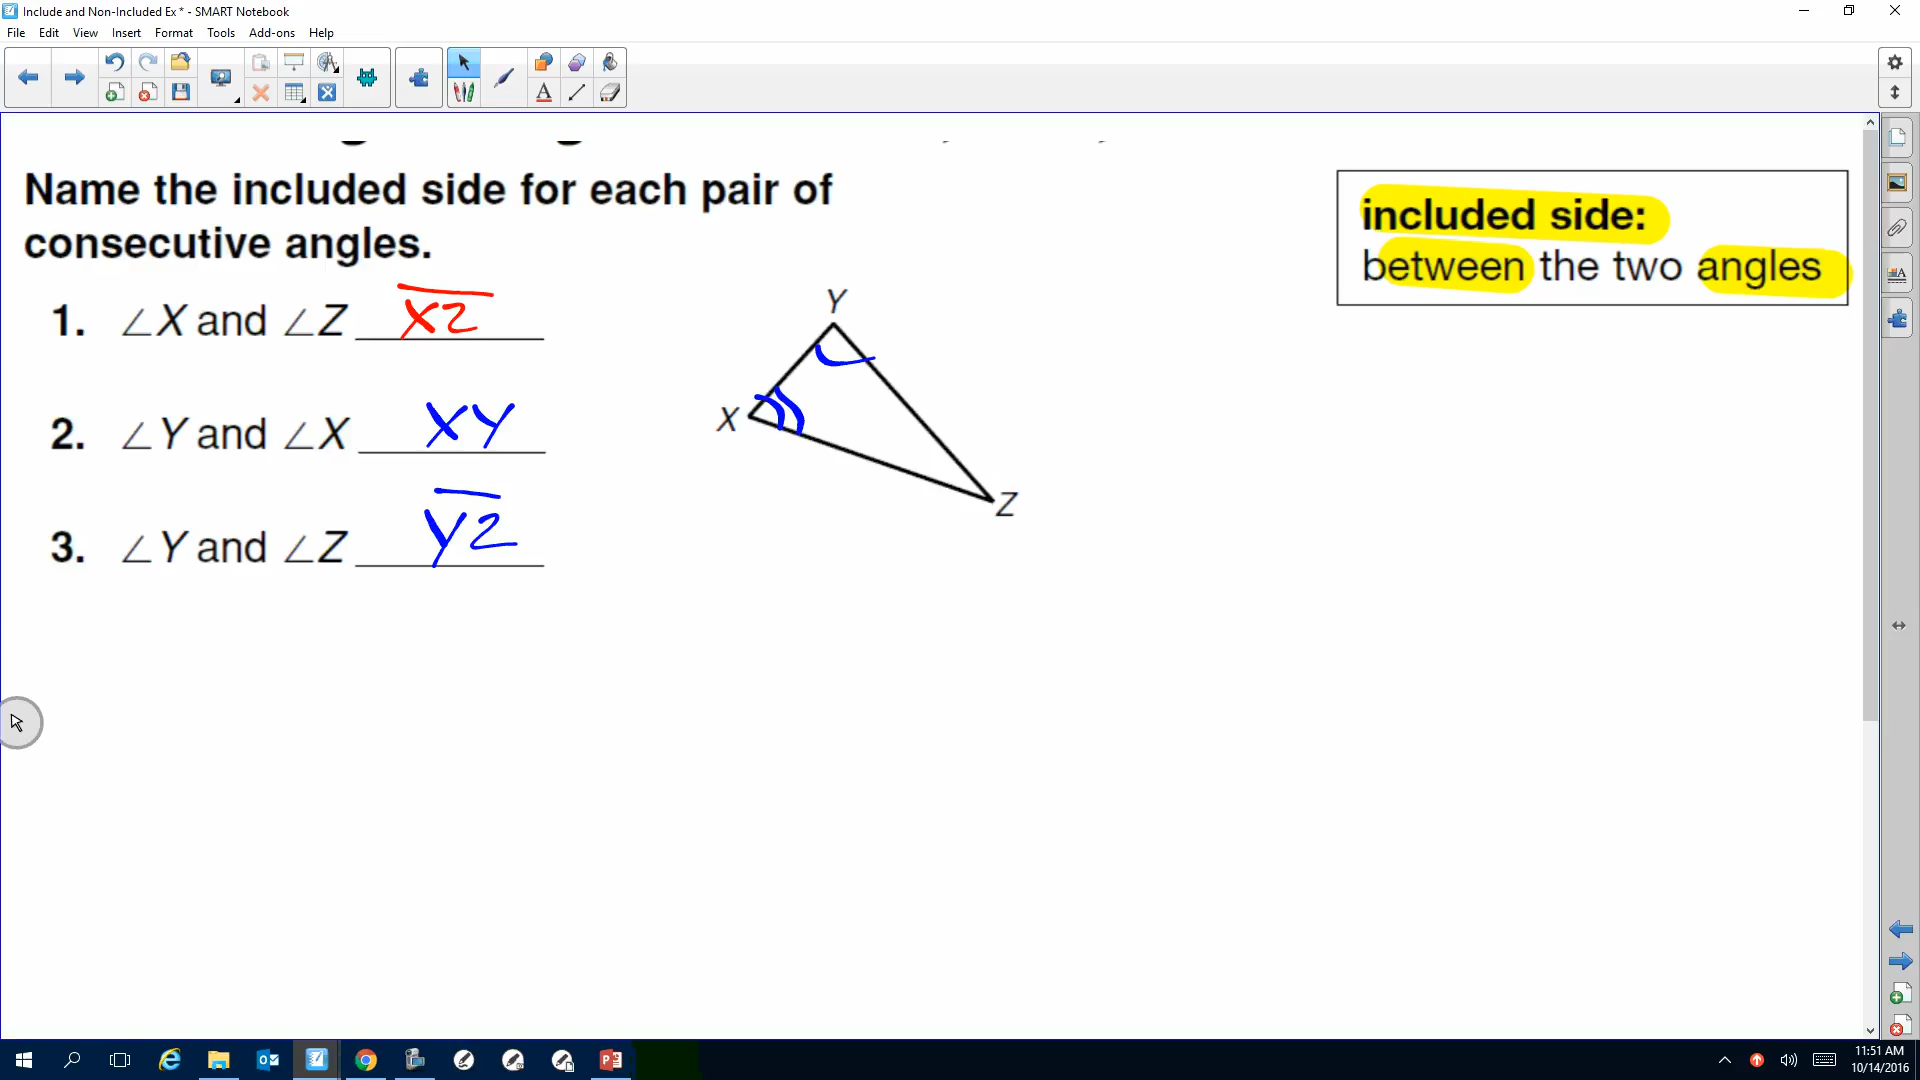 Include and Non-Included Ex * - SMART Notebook
File Edit View Insert Format Tools Add-ons Help
Name the included side for each pair of
consecutive angles.
included side:
between the two angles
1. ∠X and ∠Z XZ
2. ∠Y and ∠X XY
3. ∠Y and ∠Z YZ
Y
X
Z
11:51 AM
10/14/2016